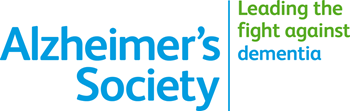 Alzheimer's
Society
Leading the
fight against
dementia